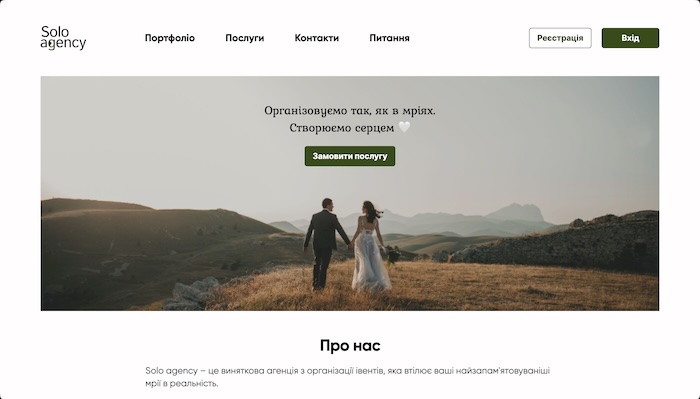 Solo
agency
Портфоліо
Послуги
Контакти
Питання
Реєстрація
Вхід
Організовуємо так, як в мріях.
Створюємо серцем 🤍
Замовити послугу
Про нас
Solo agency – це виняткова агенція з організації івентів, яка втілює ваші найзапам'ятовуваніші
мрії в реальність.